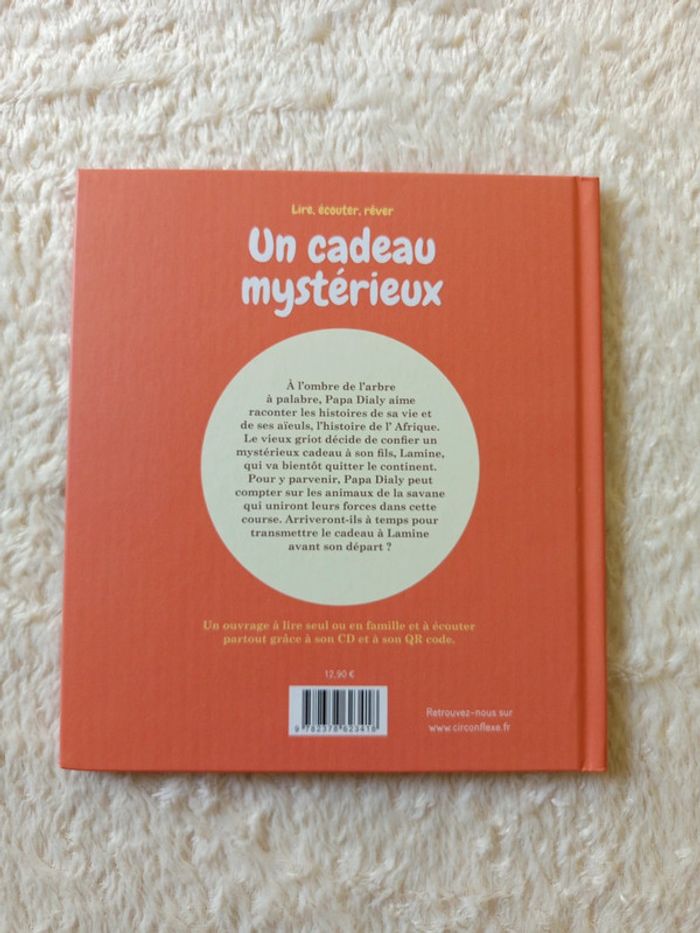 Lire, écouter, rêver
Un cadeau
mystérieux
À l'ombre de l'arbre
à palabre, Papa Dialy aime
raconter les histoires de sa vie et
de ses aïeuls, l'histoire de l' Afrique.
Le vieux griot décide de confier un
mystérieux cadeau à son fils, Lamine,
qui va bientôt quitter le continent.
Pour y parvenir, Papa Dialy peut
compter sur les animaux de la savane
qui uniront leurs forces dans cette
course. Arriveront-ils à temps pour
transmettre le cadeau à Lamine
avant son départ ?
Un ouvrage à lire seul ou en famille et à écouter
partout grâce à son CD et à son QR code.
12,90 €
9 782378 623418
Retrouvez-nous sur
www.circonflexe.fr